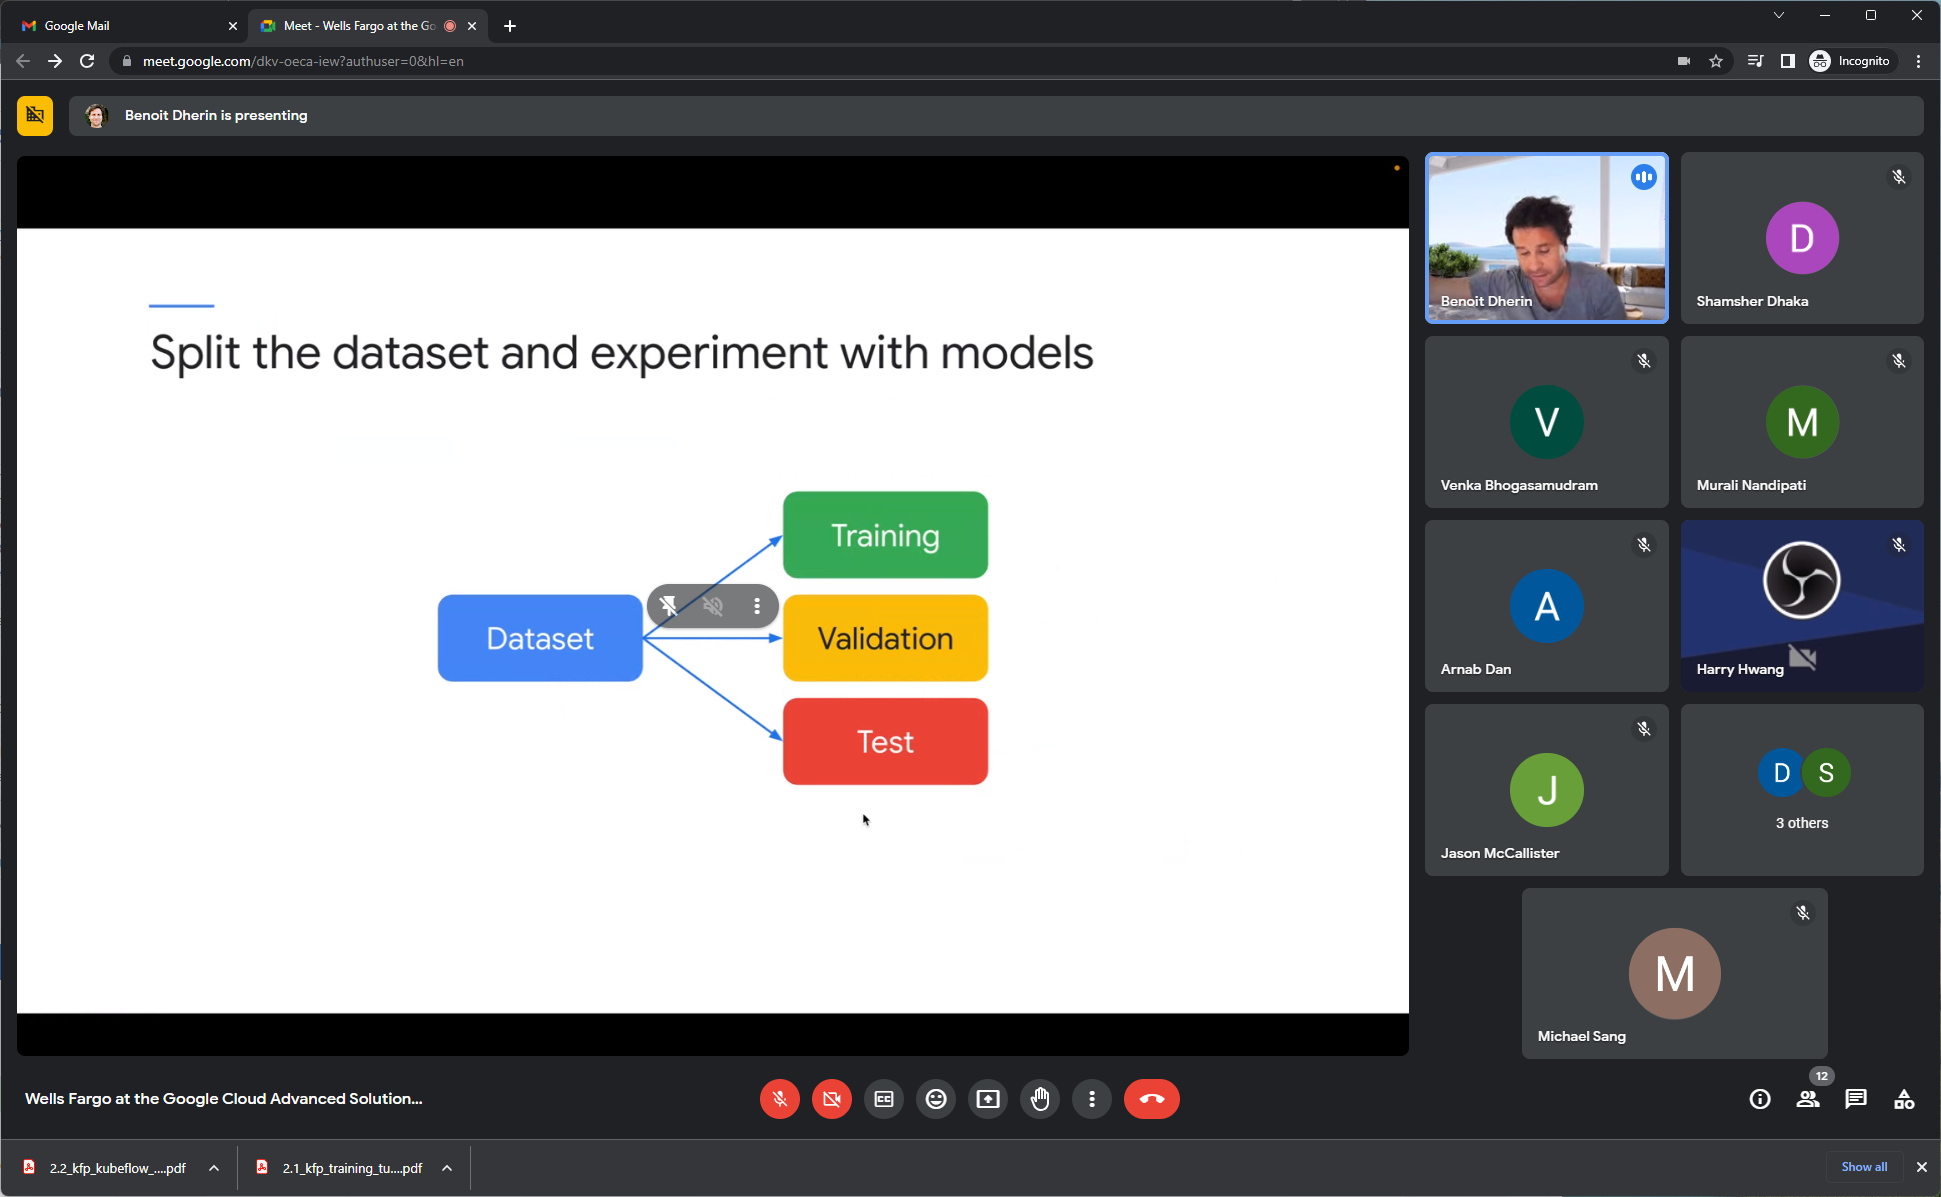 Google Mail
Meet - Wells Fargo at the Go
meet.google.com/dkv-oeca-iew?authuser=0&hl=en
Incognito
Benoit Dherin is presenting
Split the dataset and experiment with models
Training
Dataset
Validation
Test
Benoit Dherin
D
Shamsher Dhaka
V
Venka Bhogasamudram
M
Murali Nandipati
A
Arnab Dan
Harry Hwang
J
Jason McCallister
D S
3 others
M
Michael Sang
Wells Fargo at the Google Cloud Advanced Solution...
CC
12
2.2_kfp_kubeflow_....pdf
2.1_kfp_training_tu....pdf
Show all